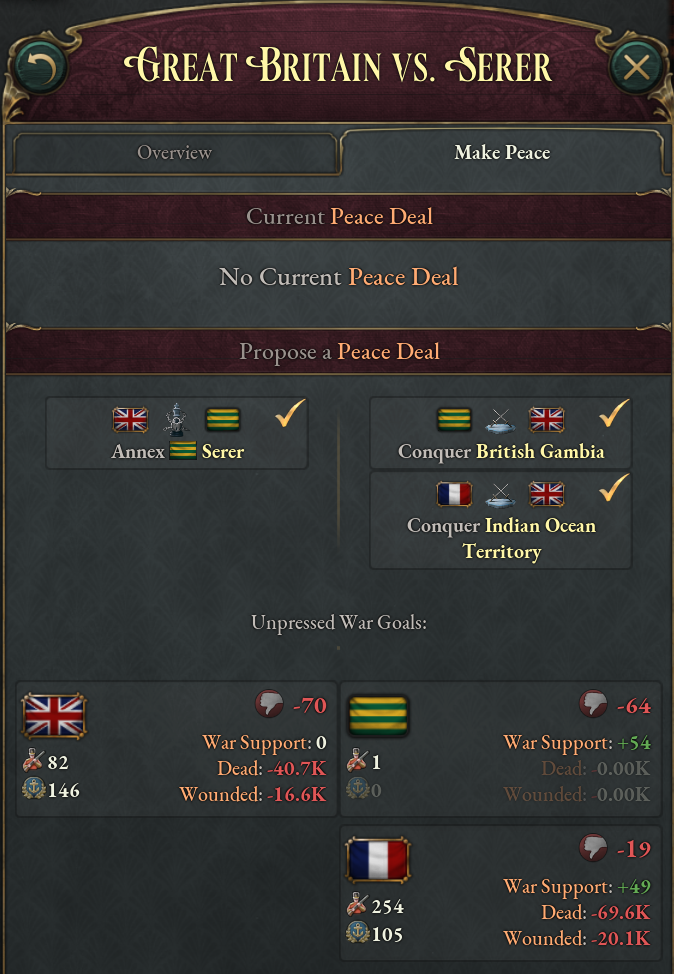 GREAT BRITAIN VS. SERER
Overview
Make Peace
Current Peace Deal
No Current Peace Deal
Propose a Peace Deal
Annex Serer
Conquer British Gambia
Conquer Indian Ocean
Territory
Unpressed War Goals:
-70
War Support: 0
82
Dead: -40.7K
146
Wounded: -16.6K
-64
War Support: +54
1
Dead: -0.00K
0
Wounded: -0.00K
-19
War Support: +49
254
Dead: -69.6K
105
Wounded: -20.1K